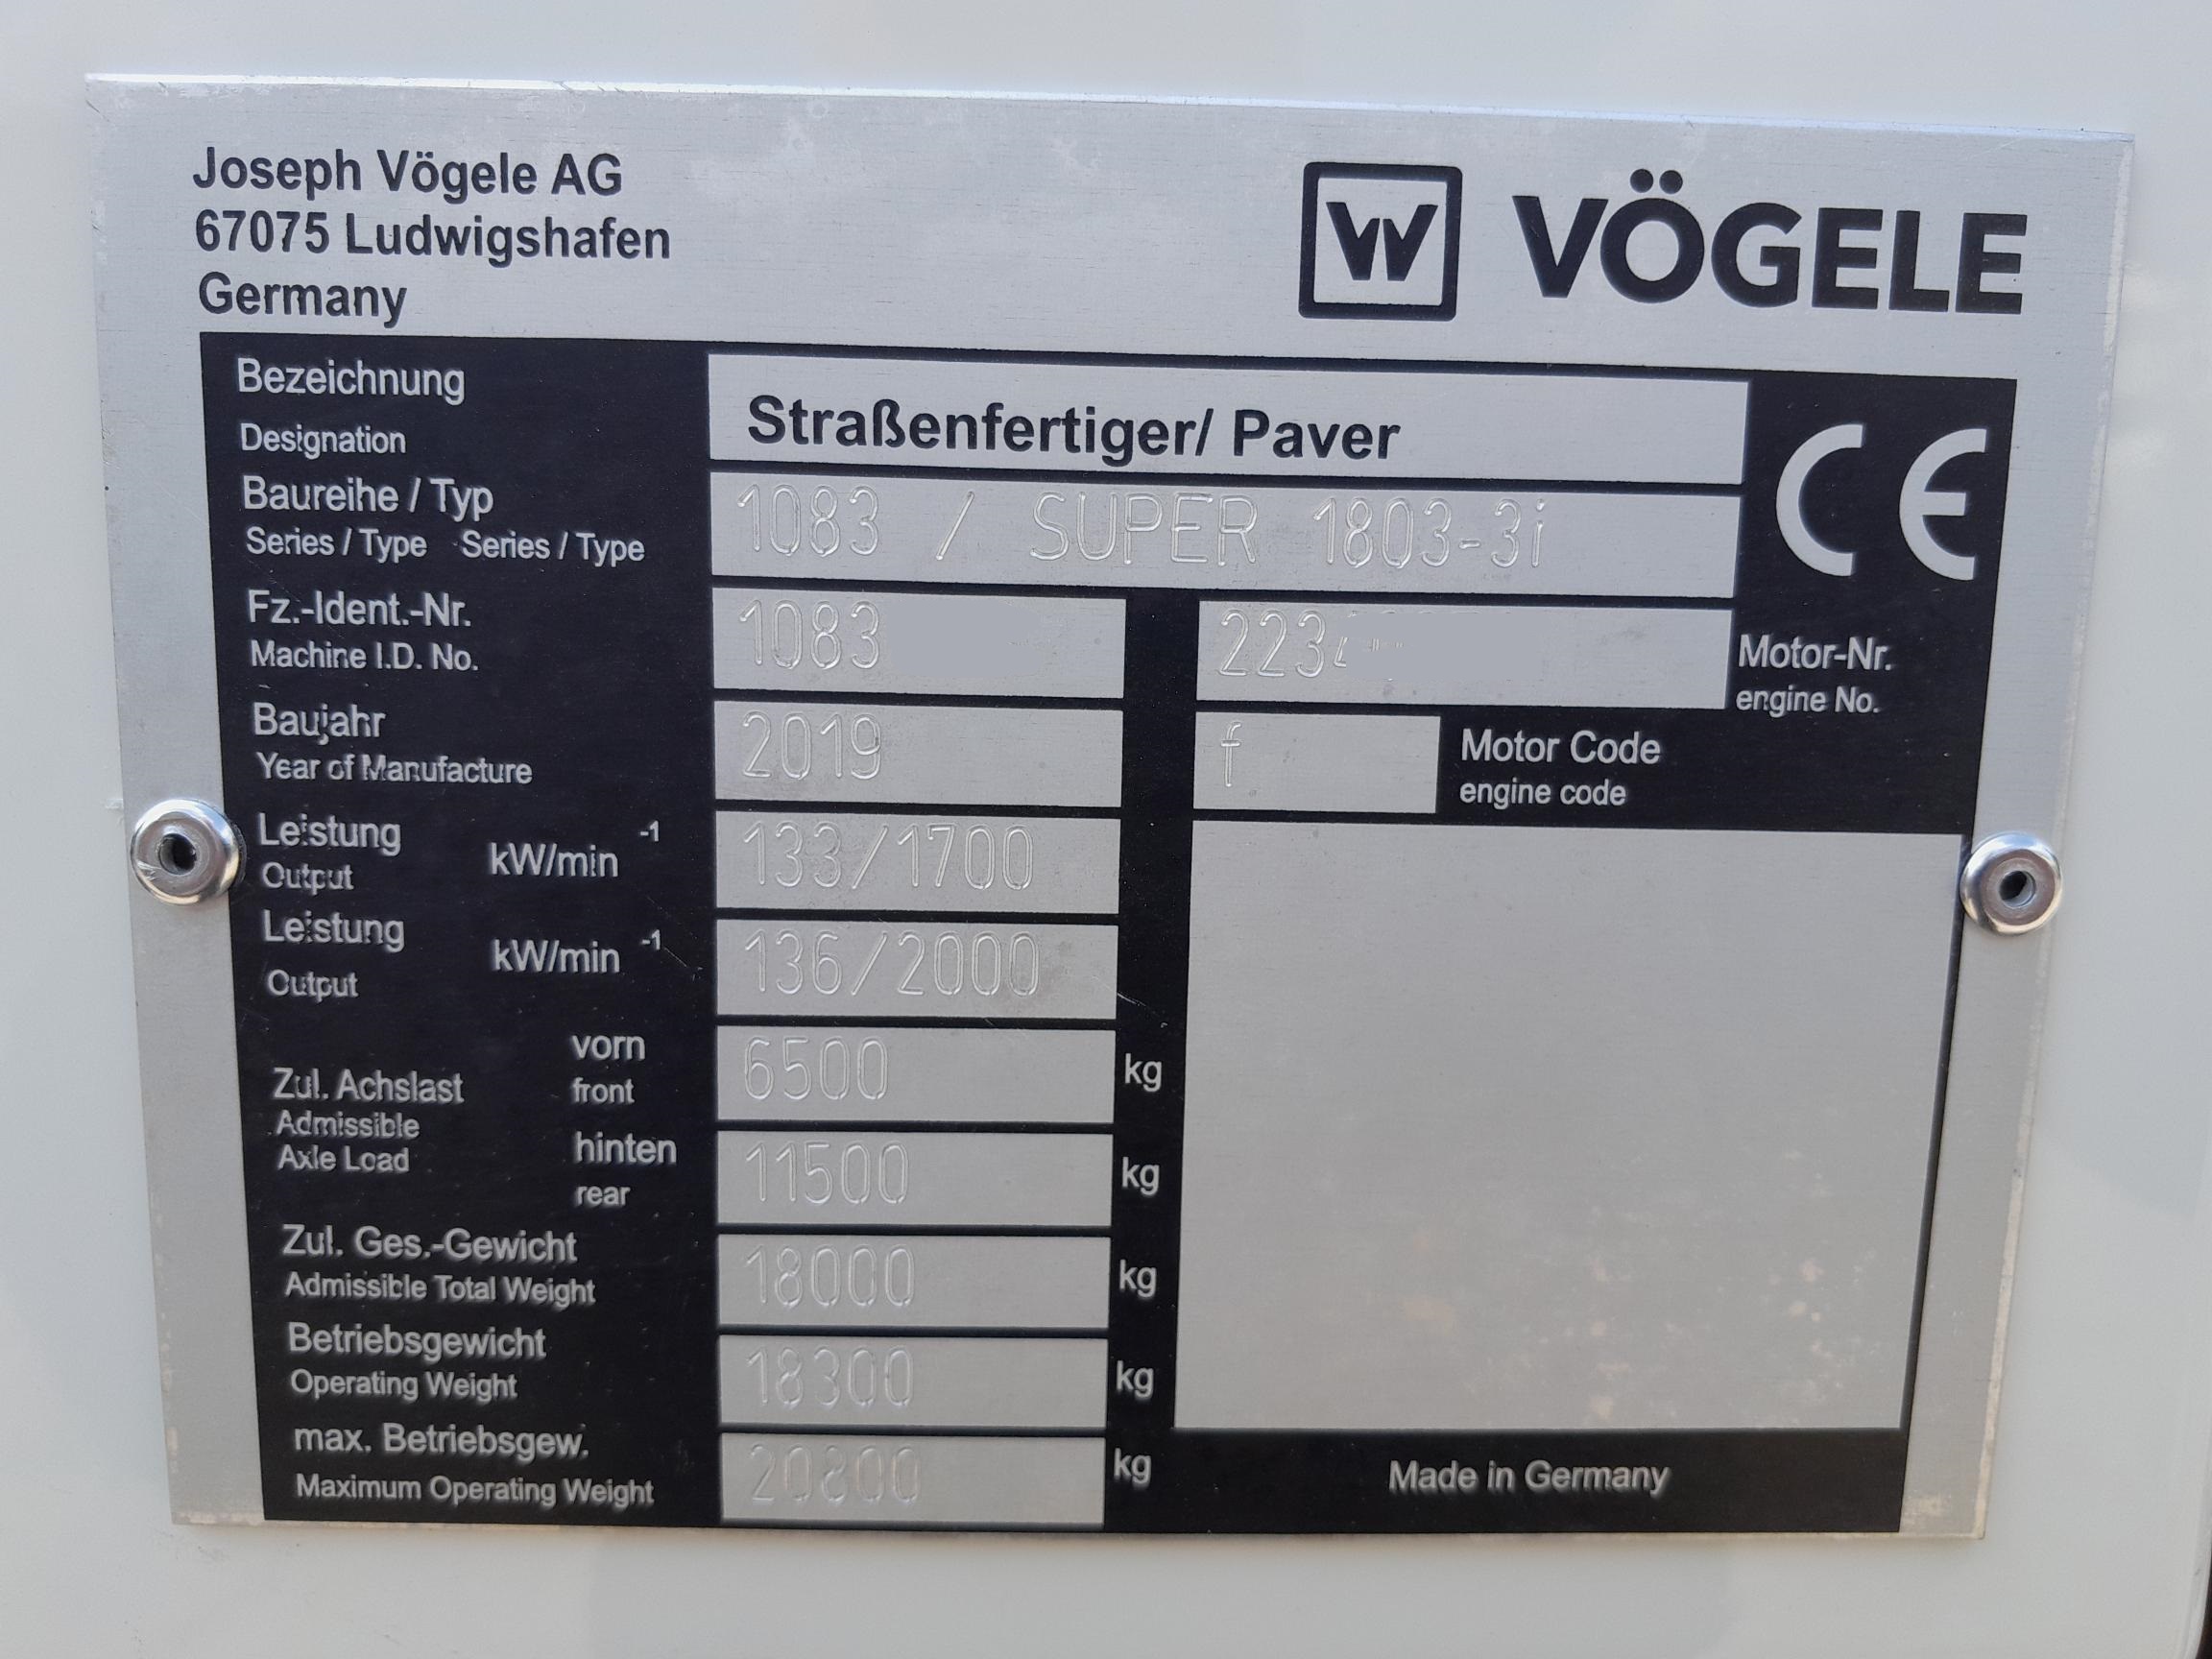 Joseph Vögele AG
67075 Ludwigshafen
Germany
W VÖGELE
Bezeichnung
Designation
Straßenfertiger/ Paver
CE
Baureihe / Typ
Series / Type Series / Type
1083 / SUPER 1803-3i
Fz.-Ident.-Nr.
Machine I.D. No.
1083
2234
Motor-Nr.
engine No.
Baujahr
Year of Manufacture
2019
f
Motor Code
engine code
Leistung kW/min -1
Output
133/1700
Leistung kW/min -1
Output
136/2000
Zul. Achslast
Admissible
Axle Load
vorn
front
6500 kg
hinten
rear
11500 kg
Zul. Ges.-Gewicht
Admissible Total Weight
18000 kg
Betriebsgewicht
Operating Weight
18300 kg
max. Betriebsgew.
Maximum Operating Weight
20800 kg
Made in Germany